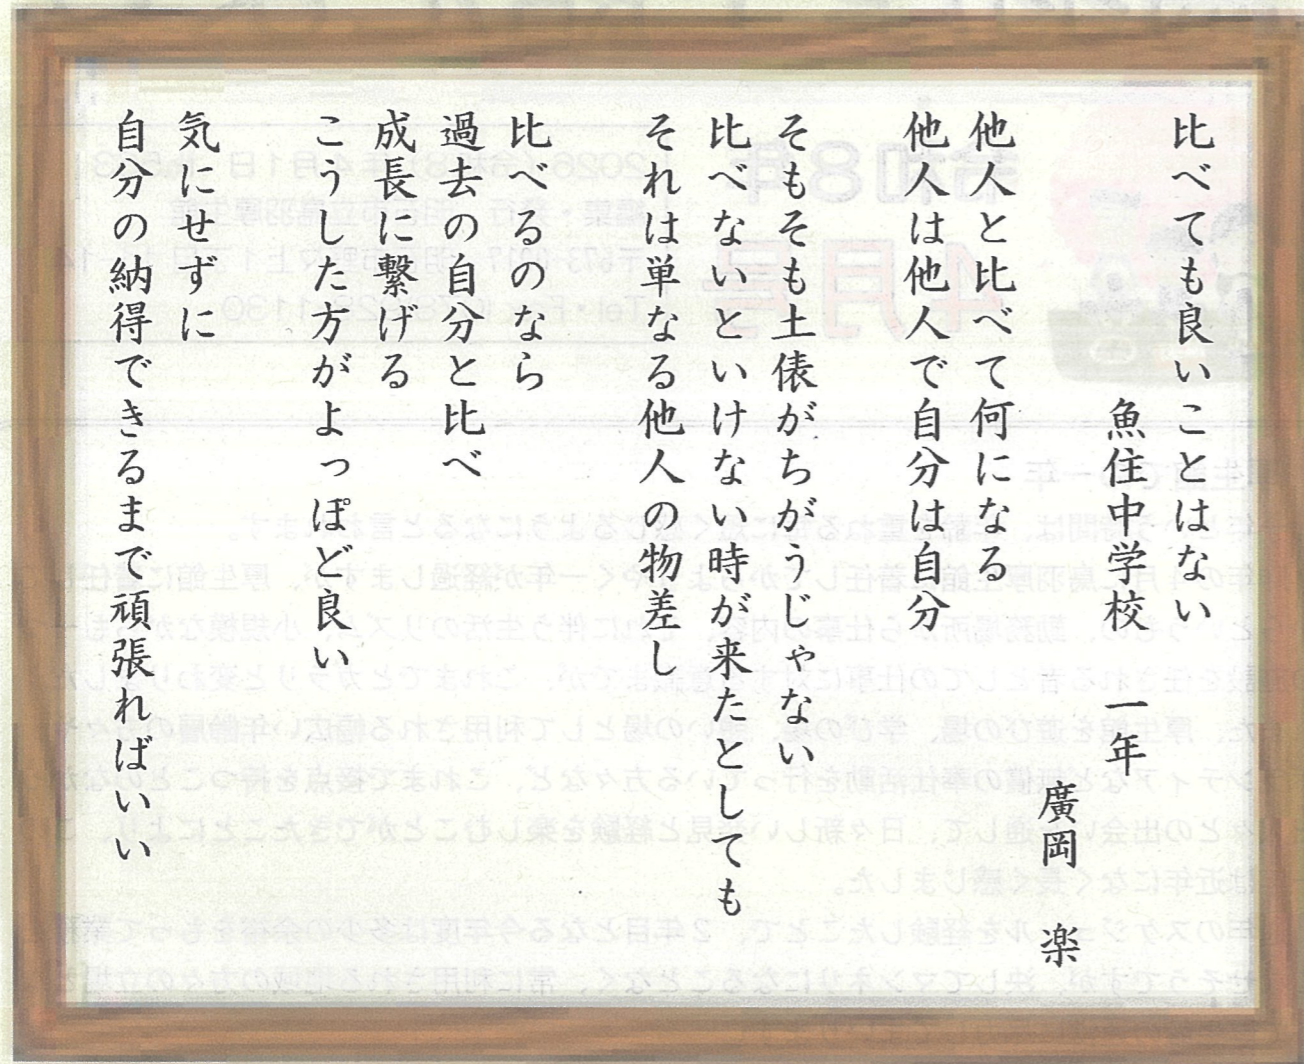 比べても良いことはない
魚住中学校　一年
廣岡　楽
他人と比べて何になる
他人は他人で自分は自分
そもそも土俵がちがうじゃない
比べないといけない時が来たとしても
それは単なる他人の物差し
比べるのなら
過去の自分と比べ
成長に繋げる
こうした方がよっぽど良い
気にせずに
自分の納得できるまで頑張ればいい